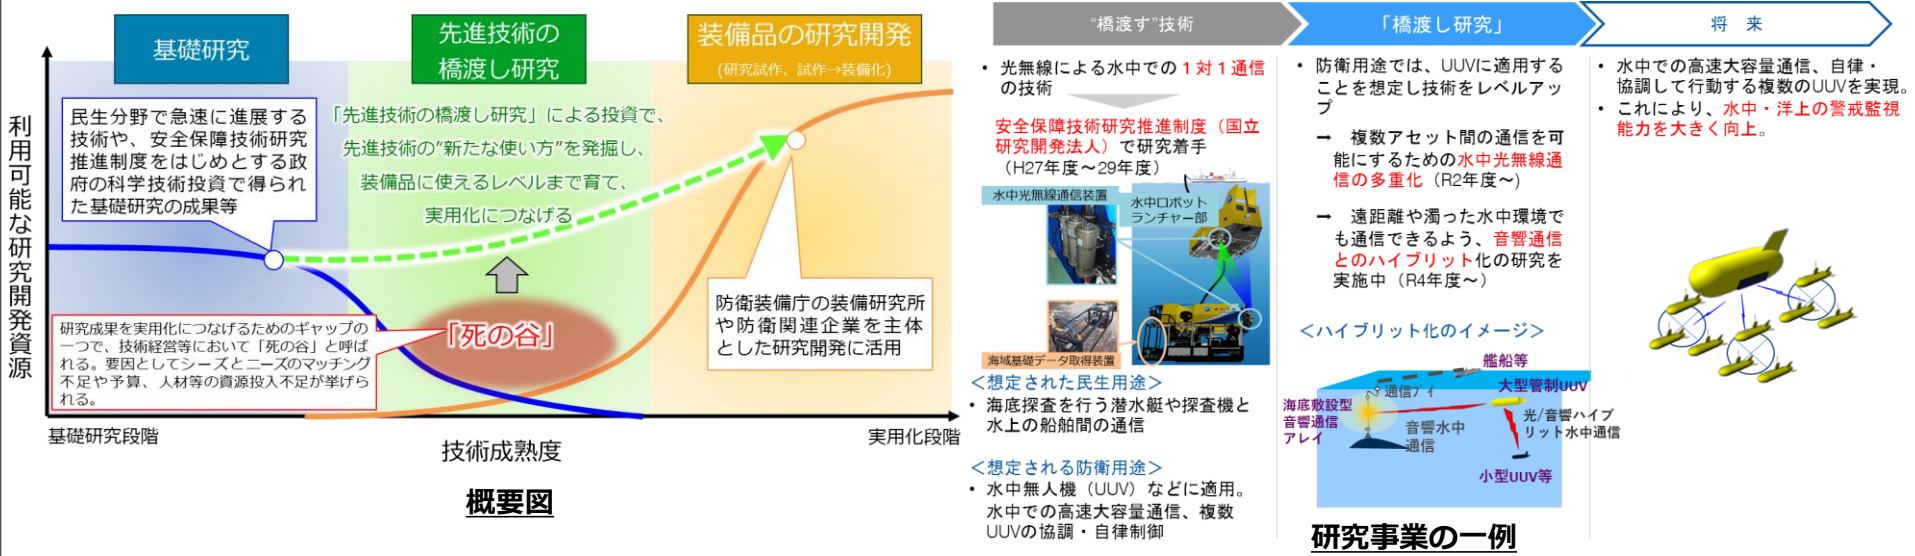 基礎研究
先進技術の
橋渡し研究
装備品の研究開発
(研究試作、試作→装備化)
利用可能な研究開発資源
民生分野で急速に進展する
技術や、安全保障技術研究
推進制度をはじめとする政
府の科学技術投資で得られ
た基礎研究の成果等
「先進技術の橋渡し研究」による投資で、
先進技術の”新たな使い方”を発掘し、
装備品に使えるレベルまで育て、
実用化につなげる
防衛装備庁の装備研究所
や防衛関連企業を主体
とした研究開発に活用
研究成果を実用化につなげるためのギャップの
一つで、技術経営等において「死の谷」と呼ば
れる。要因としてシーズとニーズのマッチング
不足や予算、人材等の資源投入不足が挙げら
れる。
「死の谷」
基礎研究段階
技術成熟度
実用化段階
概要図
“橋渡す”技術
• 光無線による水中での１対１通信
の技術
安全保障技術研究推進制度（国立
研究開発法人）で研究着手
（H27年度～29年度）
水中光無線通信装置
水中ロボット
ランチャー部
海域基礎データ取得装置
＜想定された民生用途＞
• 海底探査を行う潜水艇や探査機と
水上の船舶間の通信
＜想定される防衛用途＞
• 水中無人機（UUV）などに適用。
水中での高速大容量通信、複数
UUVの協調・自律制御
「橋渡し研究」
• 防衛用途では、UUVに適用する
ことを想定し技術をレベルアッ
プ
➞ 複数アセット間の通信を可
能にするための水中光無線通
信の多重化（R2年度～)
➞ 遠距離や濁った水中環境で
も通信できるよう、音響通信
とのハイブリット化の研究を
実施中（R4年度～）
＜ハイブリット化のイメージ＞
艦船等
通信ブイ
大型管制UUV
海底敷設型
音響通信
アレイ
音響水中
通信
光/音響ハイブ
リット水中通信
小型UUV等
将　来
• 水中での高速大容量通信、自律・
協調して行動する複数のUUVを実現。
• これにより、水中・洋上の警戒監視
能力を大きく向上。
研究事業の一例